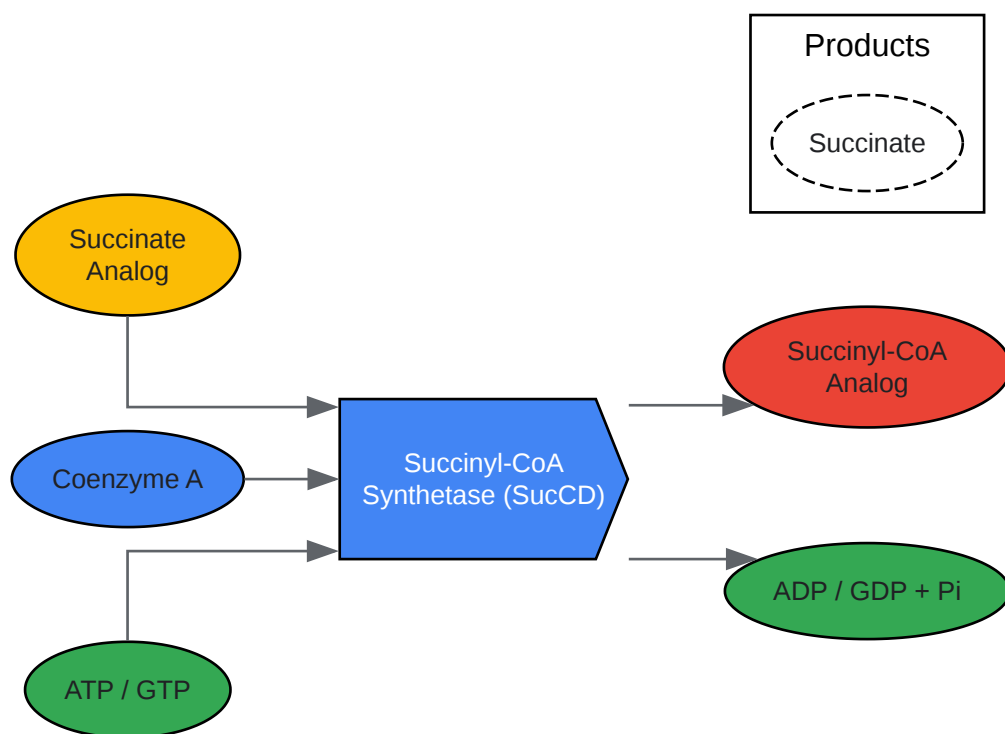 Products
Succinate
Succinate
Analog
Succinyl-CoA
Analog
Coenzyme A
Succinyl-CoA
Synthetase (SucCD)
ADP / GDP + Pi
ATP / GTP